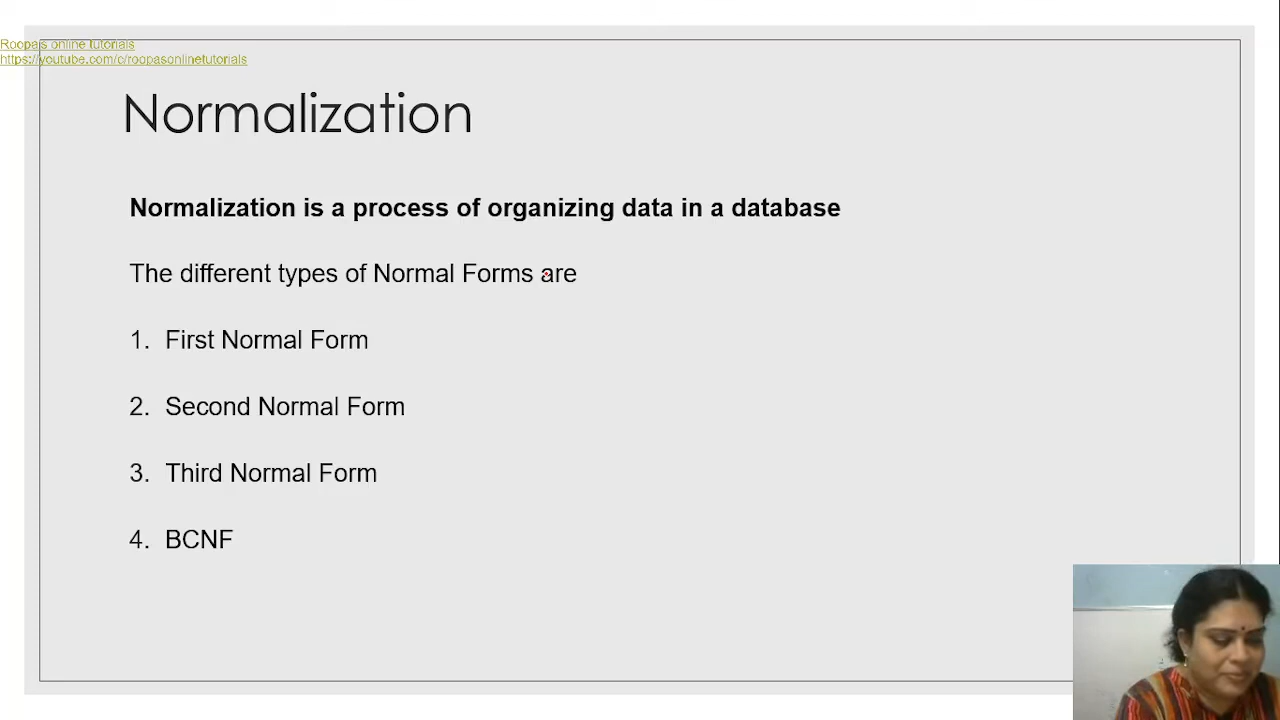 Roopa's online tutorials
https://youtube.com/c/roopasonlinetutorials
Normalization
Normalization is a process of organizing data in a database
The different types of Normal Forms are
1. First Normal Form
2. Second Normal Form
3. Third Normal Form
4. BCNF